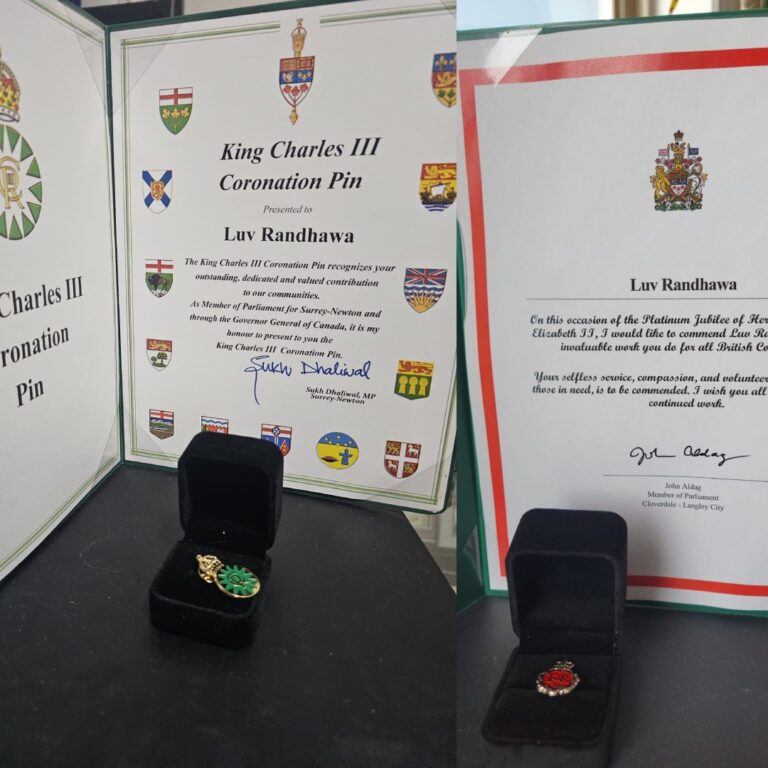 Charles III
Pin
King Charles III
Coronation Pin
Presented to
Luv Randhawa
The King Charles III Coronation Pin recognizes your
outstanding, dedicated and valued contribution
to our communities.
As Member of Parliament for Surrey-Newton and
through the Governor General of Canada, it is my
honour to present to you the
King Charles III Coronation Pin.
Sukh Dhaliwal
Sukh Dhaliwal, MP
Surrey-Newton
Luv Randhawa
On this occasion of the Platinum Jubilee of Her
Elizabeth II, I would like to commend Luv
invaluable work you do for all British
Your selfless service, compassion, and
those in need, is to be commended. I wish you all
continued work.
John Aldag
John Aldag
Member of Parliament
Cloverdale - Langley City